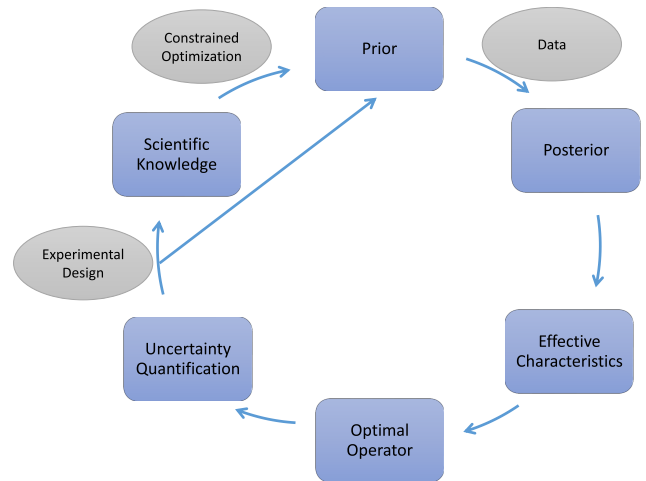 Constrained
Optimization
Prior
Data
Scientific
Knowledge
Posterior
Experimental
Design
Uncertainty
Quantification
Effective
Characteristics
Optimal
Operator